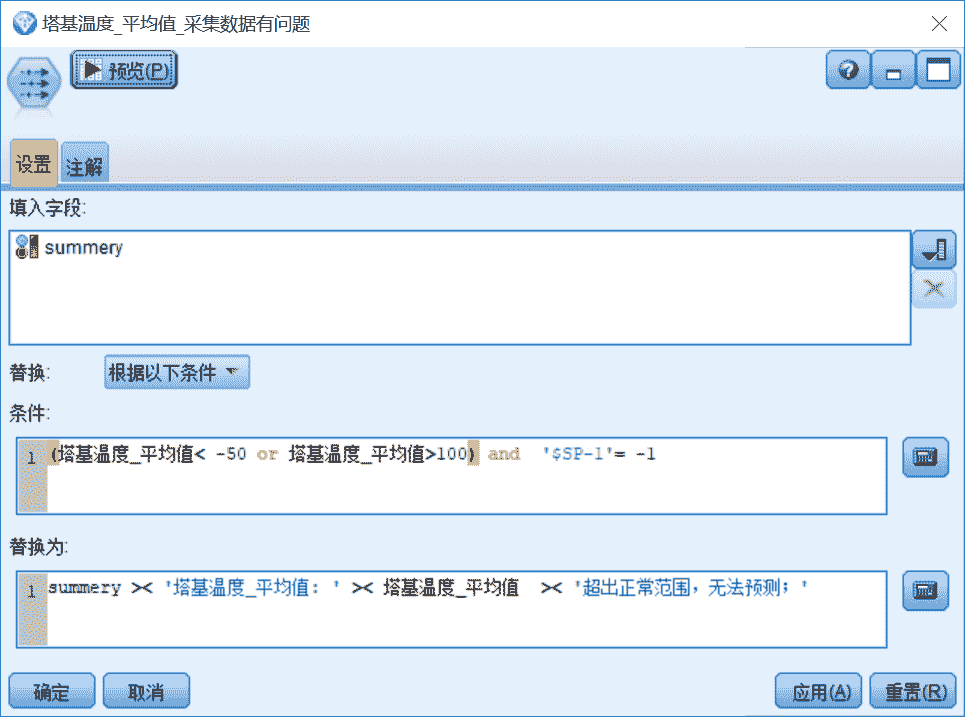 塔基温度_平均值_采集数据有问题
预览(P)
设置 注解
填入字段:
summery
替换: 根据以下条件
条件:
1 (塔基温度_平均值< -50 or 塔基温度_平均值>100) and '$SP-1'= -1
替换为:
1 summery >< '塔基温度_平均值: ' >< 塔基温度_平均值 >< '超出正常范围，无法预测; '
确定 取消 应用(A) 重置(R)